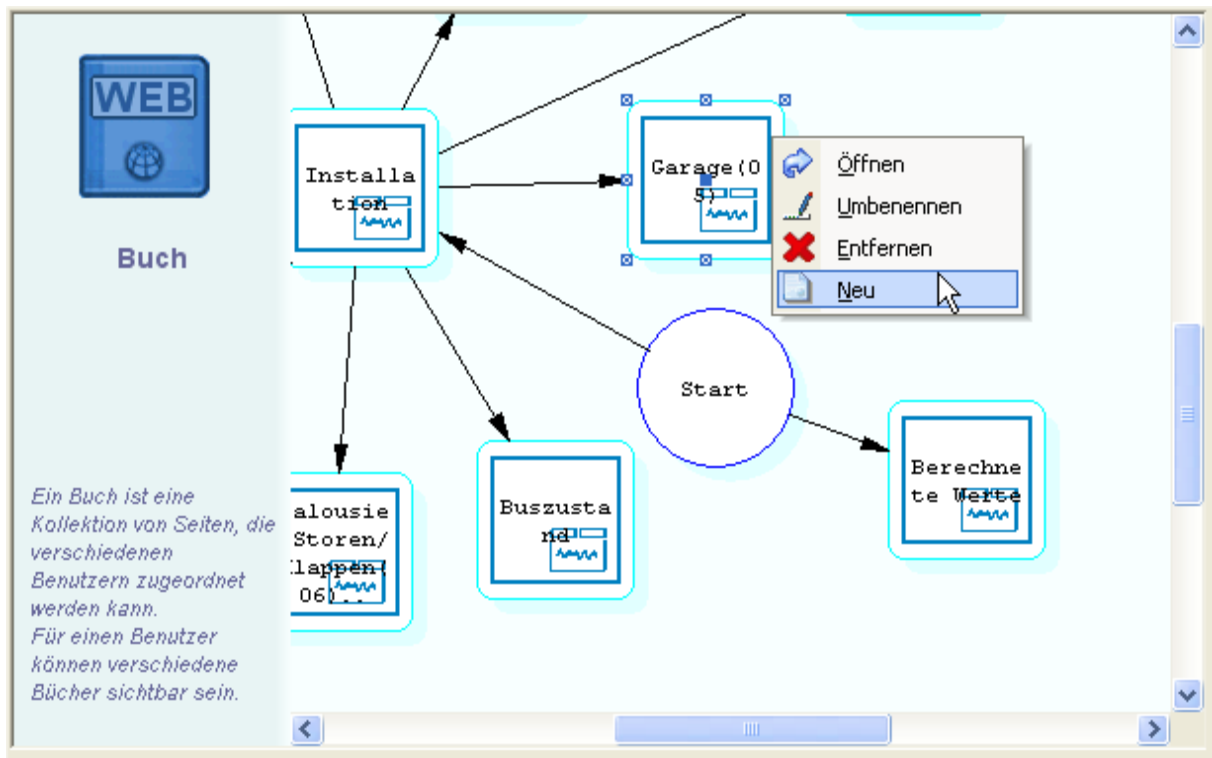 WEB
Buch
Ein Buch ist eine
Kollektion von Seiten, die
verschiedenen
Benutzern zugeordnet
werden kann.
Für einen Benutzer
können verschiedene
Bücher sichtbar sein.
Installa
tion
Garage(0
5)
Öffnen
Umbenennen
Entfernen
Neu
Start
Berechne
te Werte
Buszusta
nd
alousie
Storen/
lappen(
06)..